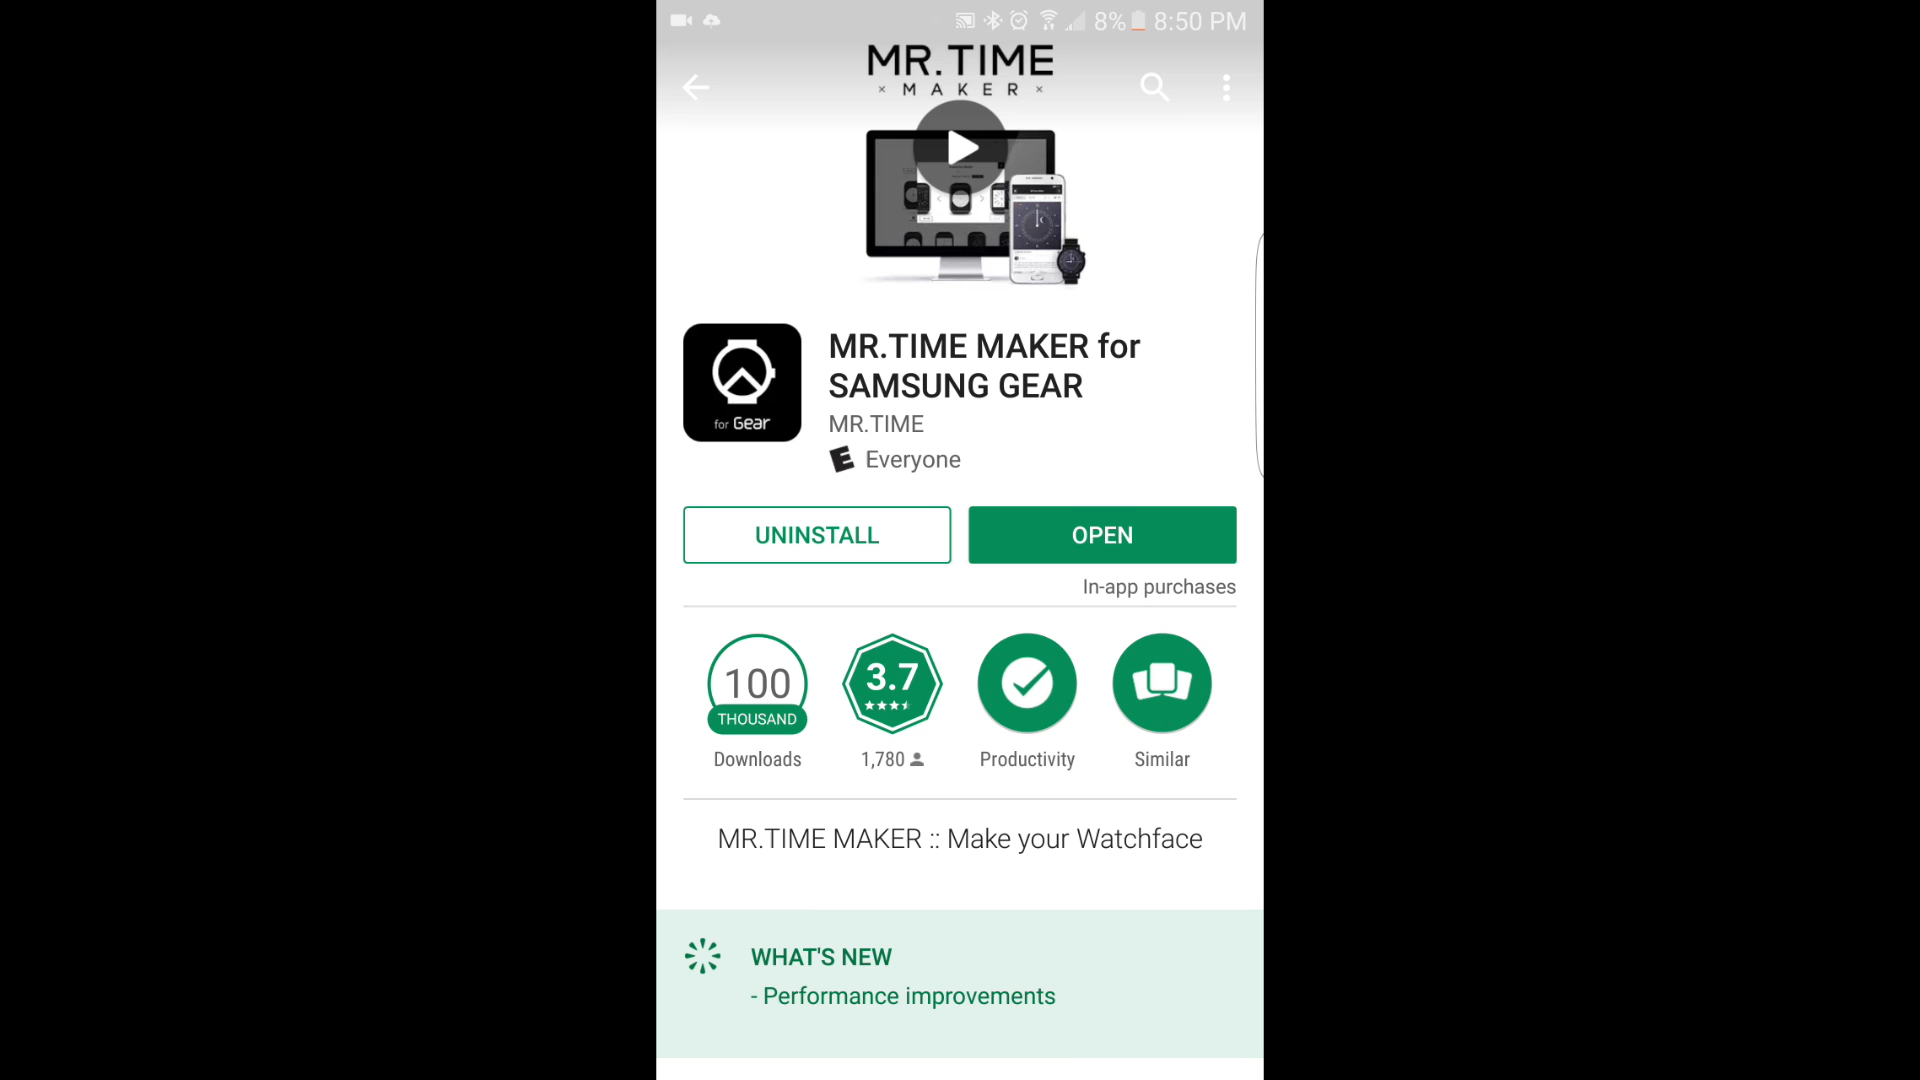 8% 8:50 PM
MR.TIME
× MAKER ×
MR.TIME MAKER for
SAMSUNG GEAR
for Gear
MR.TIME
E Everyone
UNINSTALL
OPEN
In-app purchases
100
THOUSAND
Downloads
3.7
1,780
Productivity
Similar
MR.TIME MAKER :: Make your Watchface
WHAT'S NEW
- Performance improvements